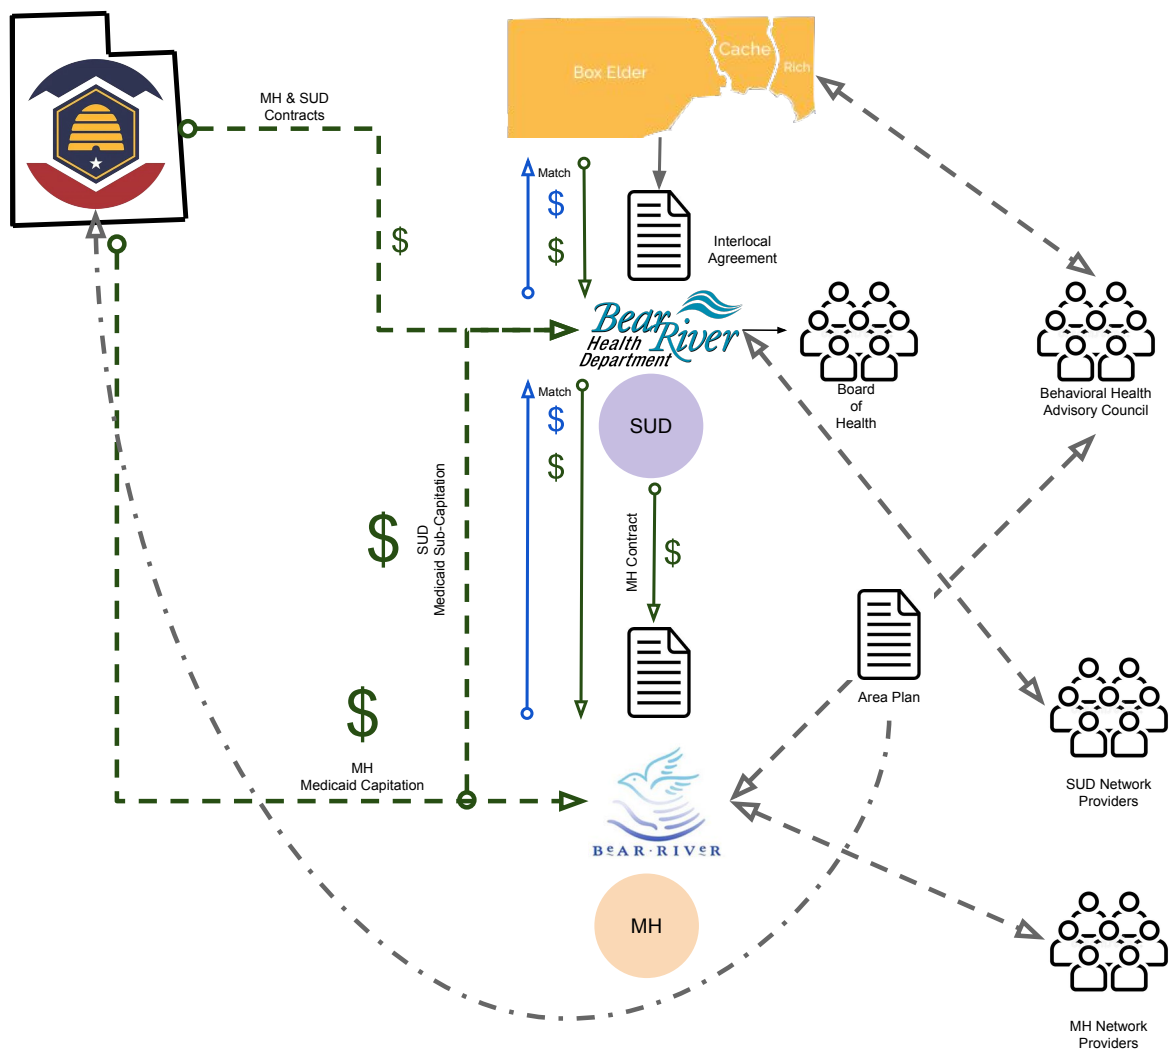 Box Elder
Cache
Rich
MH & SUD
Contracts
Match
$
$
$
Interlocal
Agreement
Bear
River
Health
Department
Board
of
Health
Behavioral Health
Advisory Council
Match
$
$
SUD
$
SUD
Medicaid Sub-Capitation
MH Contract
$
Area Plan
$
MH
Medicaid Capitation
SUD Network
Providers
BeAR·RIVeR
MH
MH Network
Providers